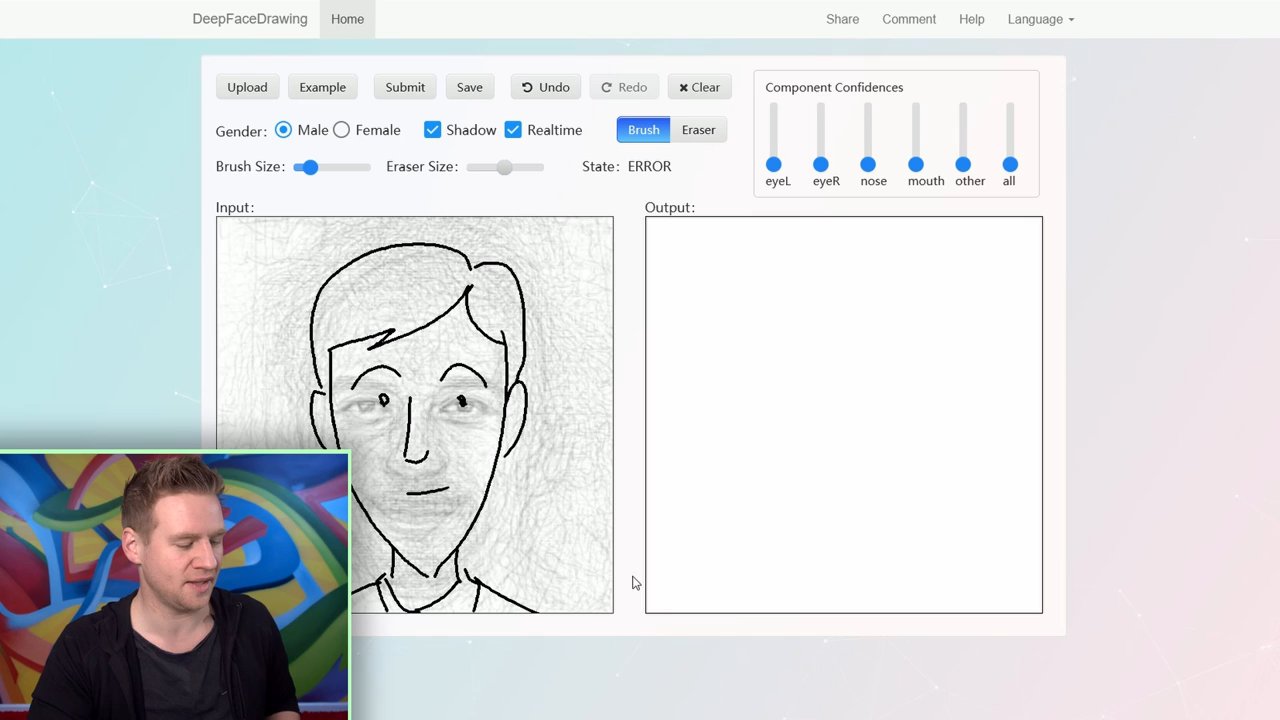 DeepFaceDrawing Home Share Comment Help Language
Upload Example Submit Save Undo Redo Clear
Component Confidences
Gender: Male Female Shadow Realtime Brush Eraser
Brush Size: Eraser Size: State: ERROR
eyeL eyeR nose mouth other all
Input: Output: